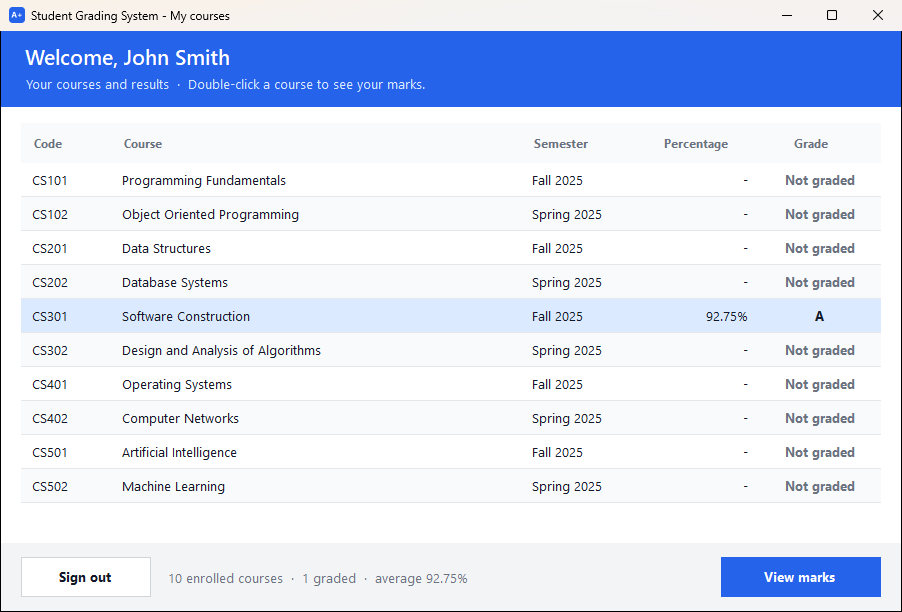 A+ Student Grading System - My courses
Welcome, John Smith
Your courses and results · Double-click a course to see your marks.
Code Course Semester Percentage Grade
CS101 Programming Fundamentals Fall 2025 - Not graded
CS102 Object Oriented Programming Spring 2025 - Not graded
CS201 Data Structures Fall 2025 - Not graded
CS202 Database Systems Spring 2025 - Not graded
CS301 Software Construction Fall 2025 92.75% A
CS302 Design and Analysis of Algorithms Spring 2025 - Not graded
CS401 Operating Systems Fall 2025 - Not graded
CS402 Computer Networks Spring 2025 - Not graded
CS501 Artificial Intelligence Fall 2025 - Not graded
CS502 Machine Learning Spring 2025 - Not graded
Sign out 10 enrolled courses · 1 graded · average 92.75% View marks